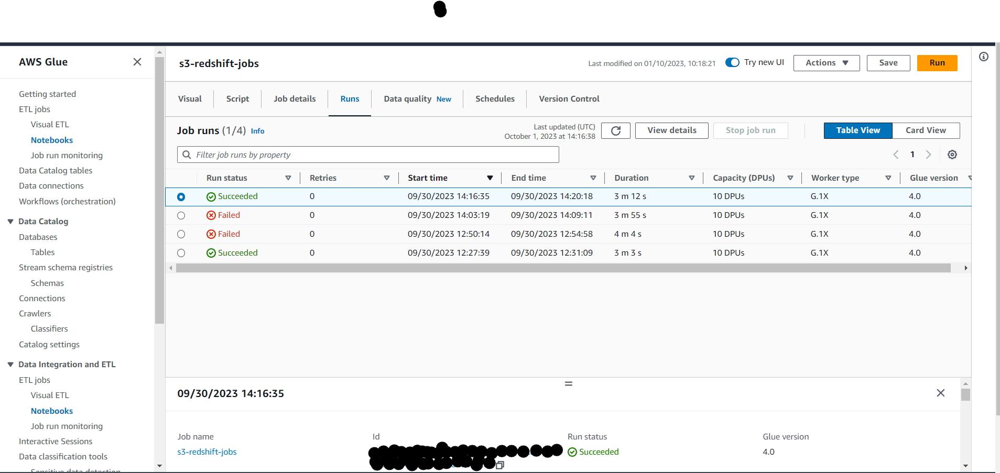 AWS Glue
Getting started
ETL jobs
Visual ETL
Notebooks
Job run monitoring
Data Catalog tables
Data connections
Workflows (orchestration)
Data Catalog
Databases
Tables
Stream schema registries
Schemas
Connections
Crawlers
Classifiers
Catalog settings
Data Integration and ETL
ETL jobs
Visual ETL
Notebooks
Job run monitoring
Interactive Sessions
Data classification tools
Sensitive data detection
s3-redshift-jobs
Last modified on 01/10/2023, 10:18:21
Try new UI
Actions
Save
Run
Visual
Script
Job details
Runs
Data quality New
Schedules
Version Control
Job runs (1/4) Info
Last updated (UTC)
October 1, 2023 at 14:16:38
View details
Stop job run
Table View
Card View
Filter job runs by property
1
Run status Retries Start time End time Duration Capacity (DPUs) Worker type Glue version
Succeeded 0 09/30/2023 14:16:35 09/30/2023 14:20:18 3 m 12 s 10 DPUs G.1X 4.0
Failed 0 09/30/2023 14:03:19 09/30/2023 14:09:11 3 m 55 s 10 DPUs G.1X 4.0
Failed 0 09/30/2023 12:50:14 09/30/2023 12:54:58 4 m 4 s 10 DPUs G.1X 4.0
Succeeded 0 09/30/2023 12:27:39 09/30/2023 12:31:09 3 m 3 s 10 DPUs G.1X 4.0
09/30/2023 14:16:35
Job name Id Run status Glue version
s3-redshift-jobs Succeeded 4.0